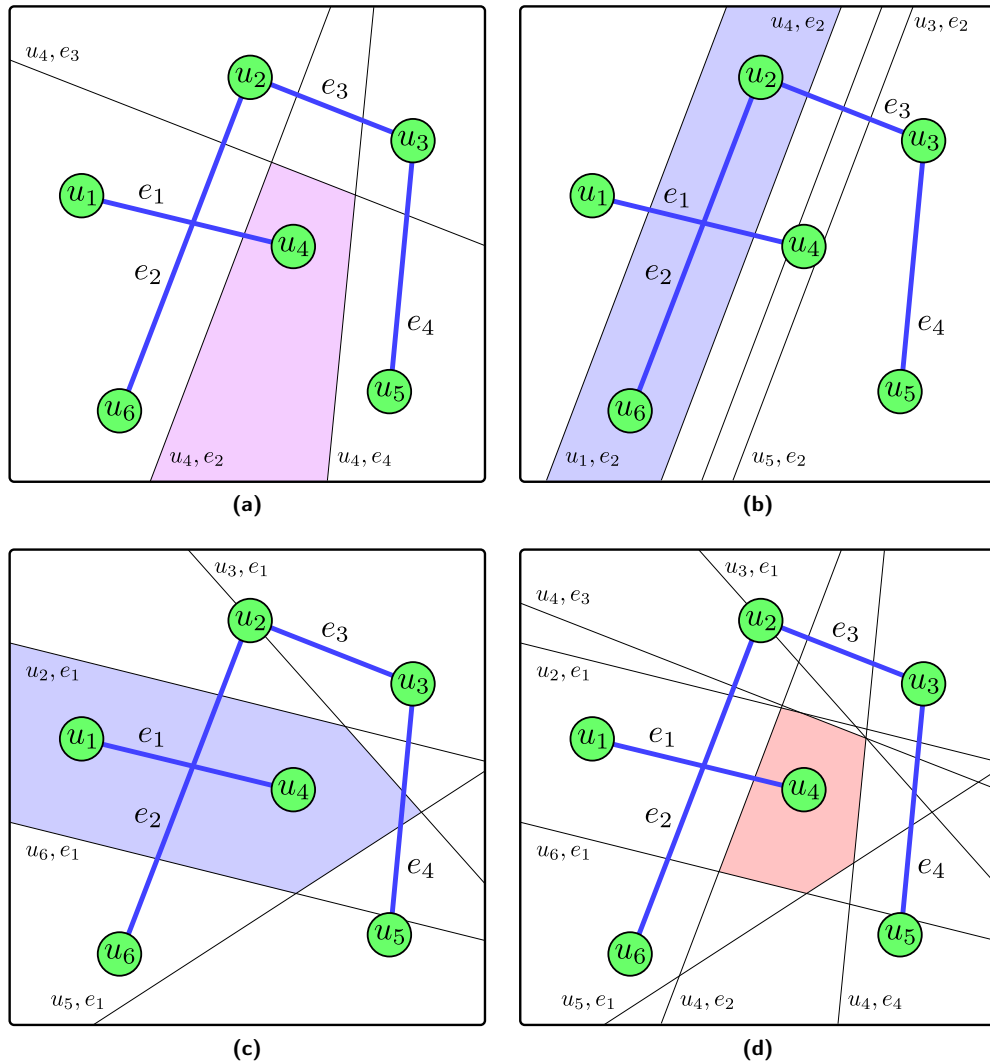 u₄, e₃
u₂
e₃
u₃
u₁
e₁
u₄
e₂
e₄
u₅
u₆
u₄, e₂
u₄, e₄
(a)
u₄, e₂
u₃, e₂
u₂
e₃
u₃
u₁
e₁
u₄
e₂
e₄
u₅
u₆
u₁, e₂
u₅, e₂
(b)
u₃, e₁
u₂
e₃
u₂, e₁
u₃
u₁
e₁
u₄
e₂
u₆, e₁
e₄
u₅
u₆
u₅, e₁
(c)
u₃, e₁
u₄, e₃
u₂
e₃
u₂, e₁
u₃
u₁
e₁
u₄
e₂
u₆, e₁
e₄
u₅
u₆
u₅, e₁
u₄, e₂
u₄, e₄
(d)